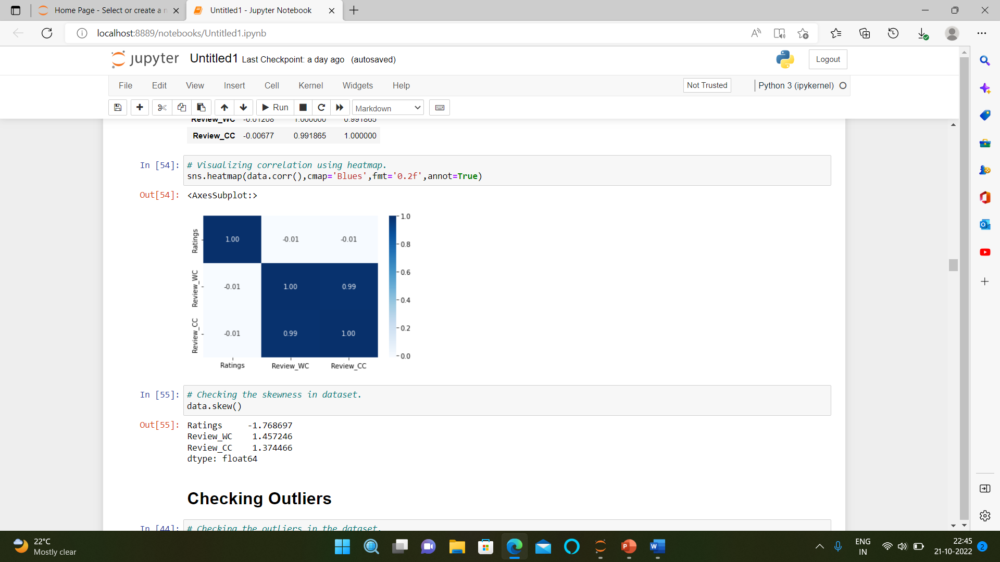 Home Page - Select or create a n
Untitled1 - Jupyter Notebook
localhost:8889/notebooks/Untitled1.ipynb
jupyter Untitled1 Last Checkpoint: a day ago (autosaved)
Logout
File Edit View Insert Cell Kernel Widgets Help
Not Trusted
Python 3 (ipykernel)
Run
Markdown
Review_WC -0.01208 1.000000 0.991865
Review_CC -0.00677 0.991865 1.000000
In [54]: # Visualizing correlation using heatmap.
sns.heatmap(data.corr(),cmap='Blues',fmt='0.2f',annot=True)
Out[54]: <AxesSubplot:>
1.0
Ratings 1.00 -0.01 -0.01
0.8
0.6
Review_WC -0.01 1.00 0.99
0.4
0.2
Review_CC -0.01 0.99 1.00
0.0
Ratings Review_WC Review_CC
In [55]: # Checking the skewness in dataset.
data.skew()
Out[55]: Ratings -1.768697
Review_WC 1.457246
Review_CC 1.374466
dtype: float64
Checking Outliers
In [44]: # Checking the outliers in the dataset.
22°C
Mostly clear
ENG
IN
22:45
21-10-2022
2